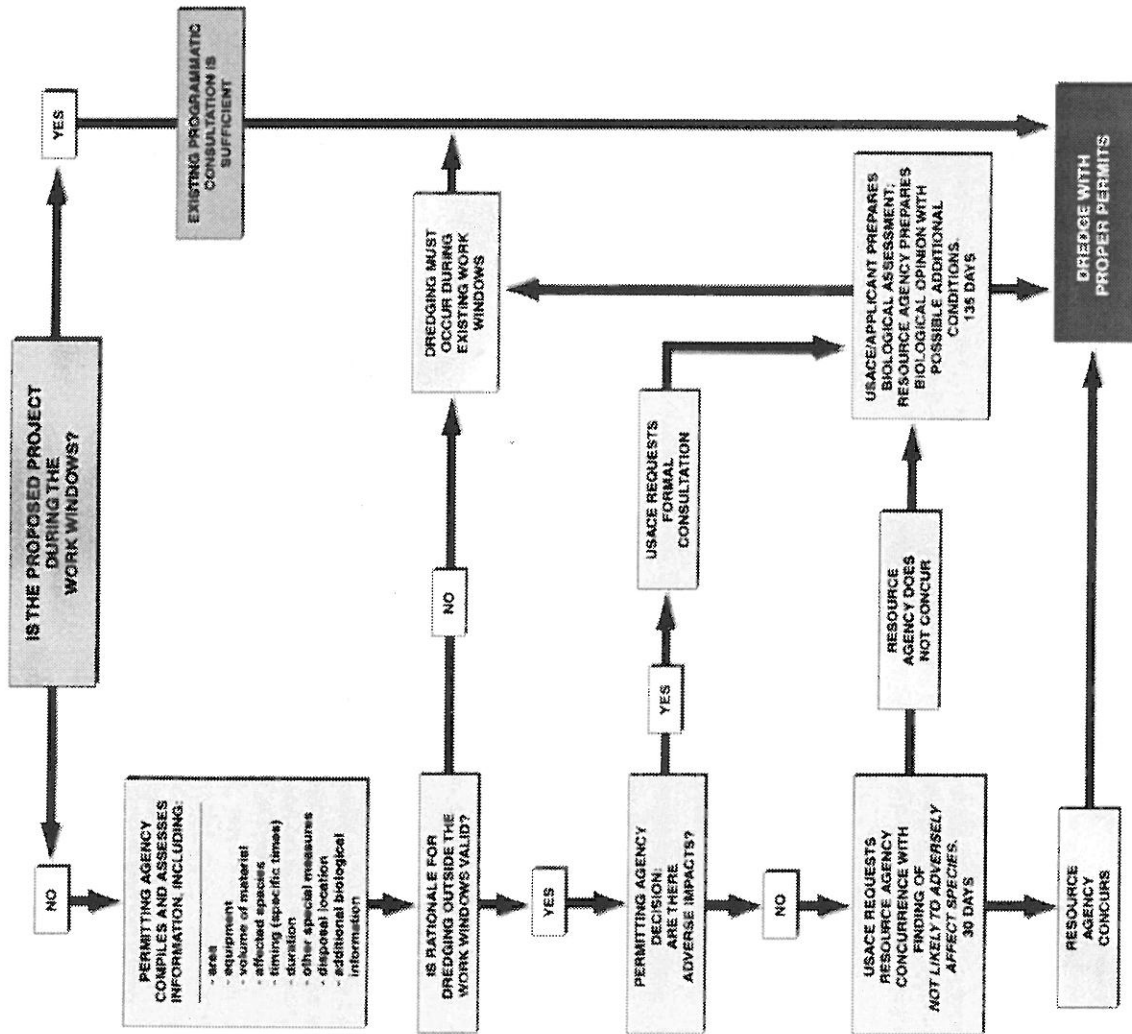 IS THE PROPOSED PROJECT
DURING THE
WORK WINDOWS?
YES
EXISTING PROGRAMMATIC
CONSULTATION IS
SUFFICIENT
NO
PERMITTING AGENCY
COMPILES AND ASSESSES
INFORMATION, INCLUDING:
- area
- equipment
- volume of material
- affected species
- timing (specific times)
- duration
- other special measures
- disposal location
- additional biological
information
IS RATIONALE FOR
DREDGING OUTSIDE THE
WORK WINDOWS VALID?
NO
DREDGING MUST
OCCUR DURING
EXISTING WORK
WINDOWS
YES
PERMITTING AGENCY
DECISION:
ARE THERE
ADVERSE IMPACTS?
YES
USACE REQUESTS
FORMAL
CONSULTATION
NO
USACE REQUESTS
RESOURCE AGENCY
CONCURRENCE WITH
FINDING OF
NOT LIKELY TO ADVERSELY
AFFECT SPECIES.
30 DAYS
RESOURCE
AGENCY DOES
NOT CONCUR
USACE/APPLICANT PREPARES
BIOLOGICAL ASSESSMENT;
RESOURCE AGENCY PREPARES
BIOLOGICAL OPINION WITH
POSSIBLE ADDITIONAL
CONDITIONS.
135 DAYS
RESOURCE
AGENCY
CONCURS
DREDGE WITH
PROPER PERMITS